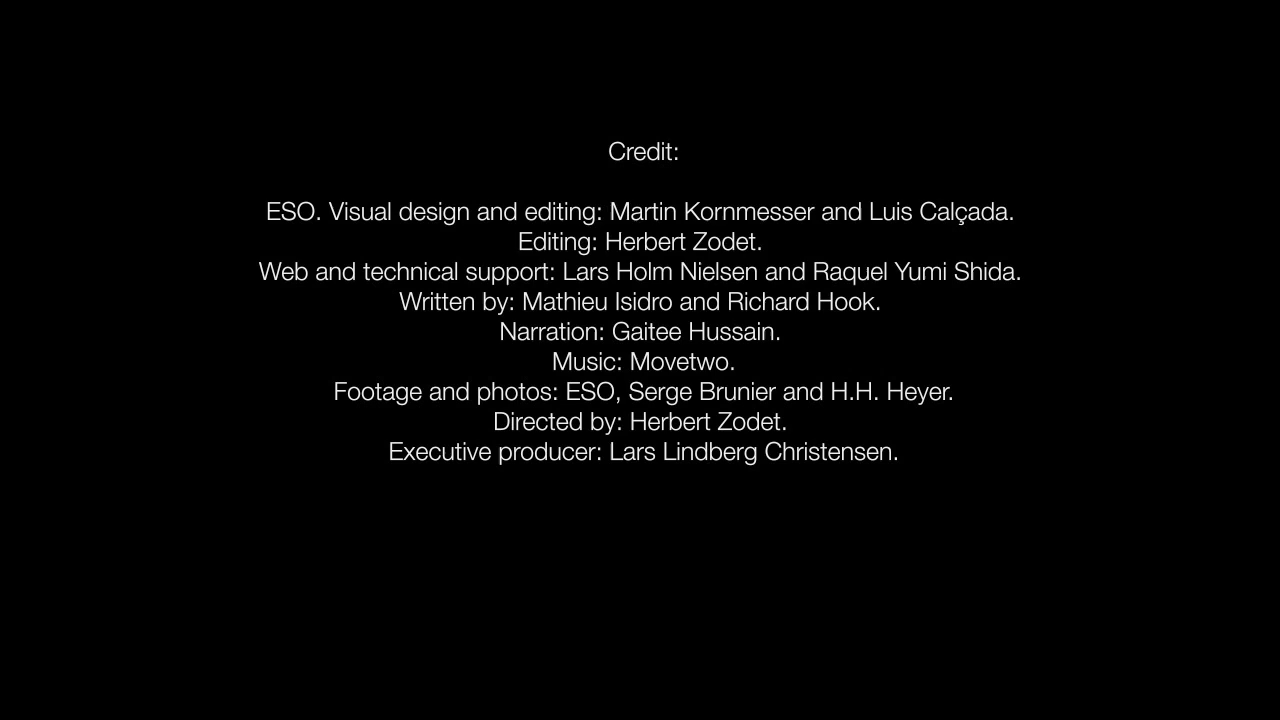 Credit:
ESO. Visual design and editing: Martin Kornmesser and Luis Calçada.
Editing: Herbert Zodet.
Web and technical support: Lars Holm Nielsen and Raquel Yumi Shida.
Written by: Mathieu Isidro and Richard Hook.
Narration: Gaitee Hussain.
Music: Movetwo.
Footage and photos: ESO, Serge Brunier and H.H. Heyer.
Directed by: Herbert Zodet.
Executive producer: Lars Lindberg Christensen.